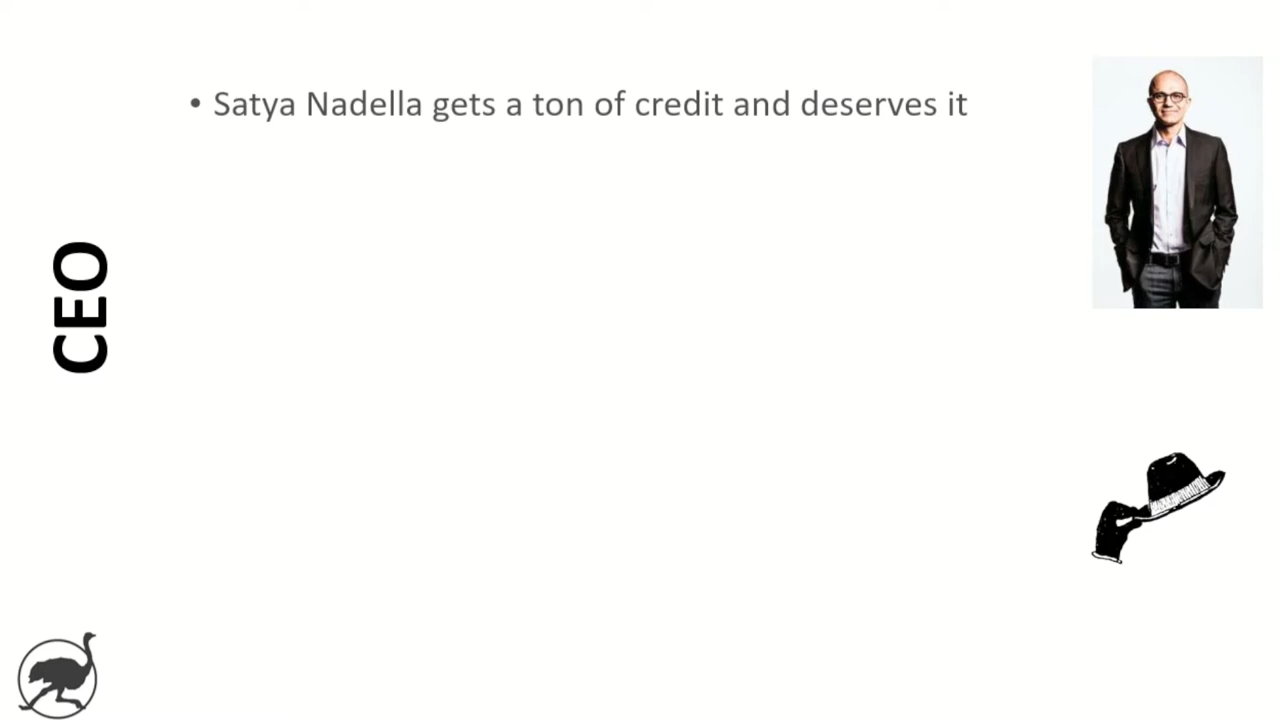 • Satya Nadella gets a ton of credit and deserves it
CEO